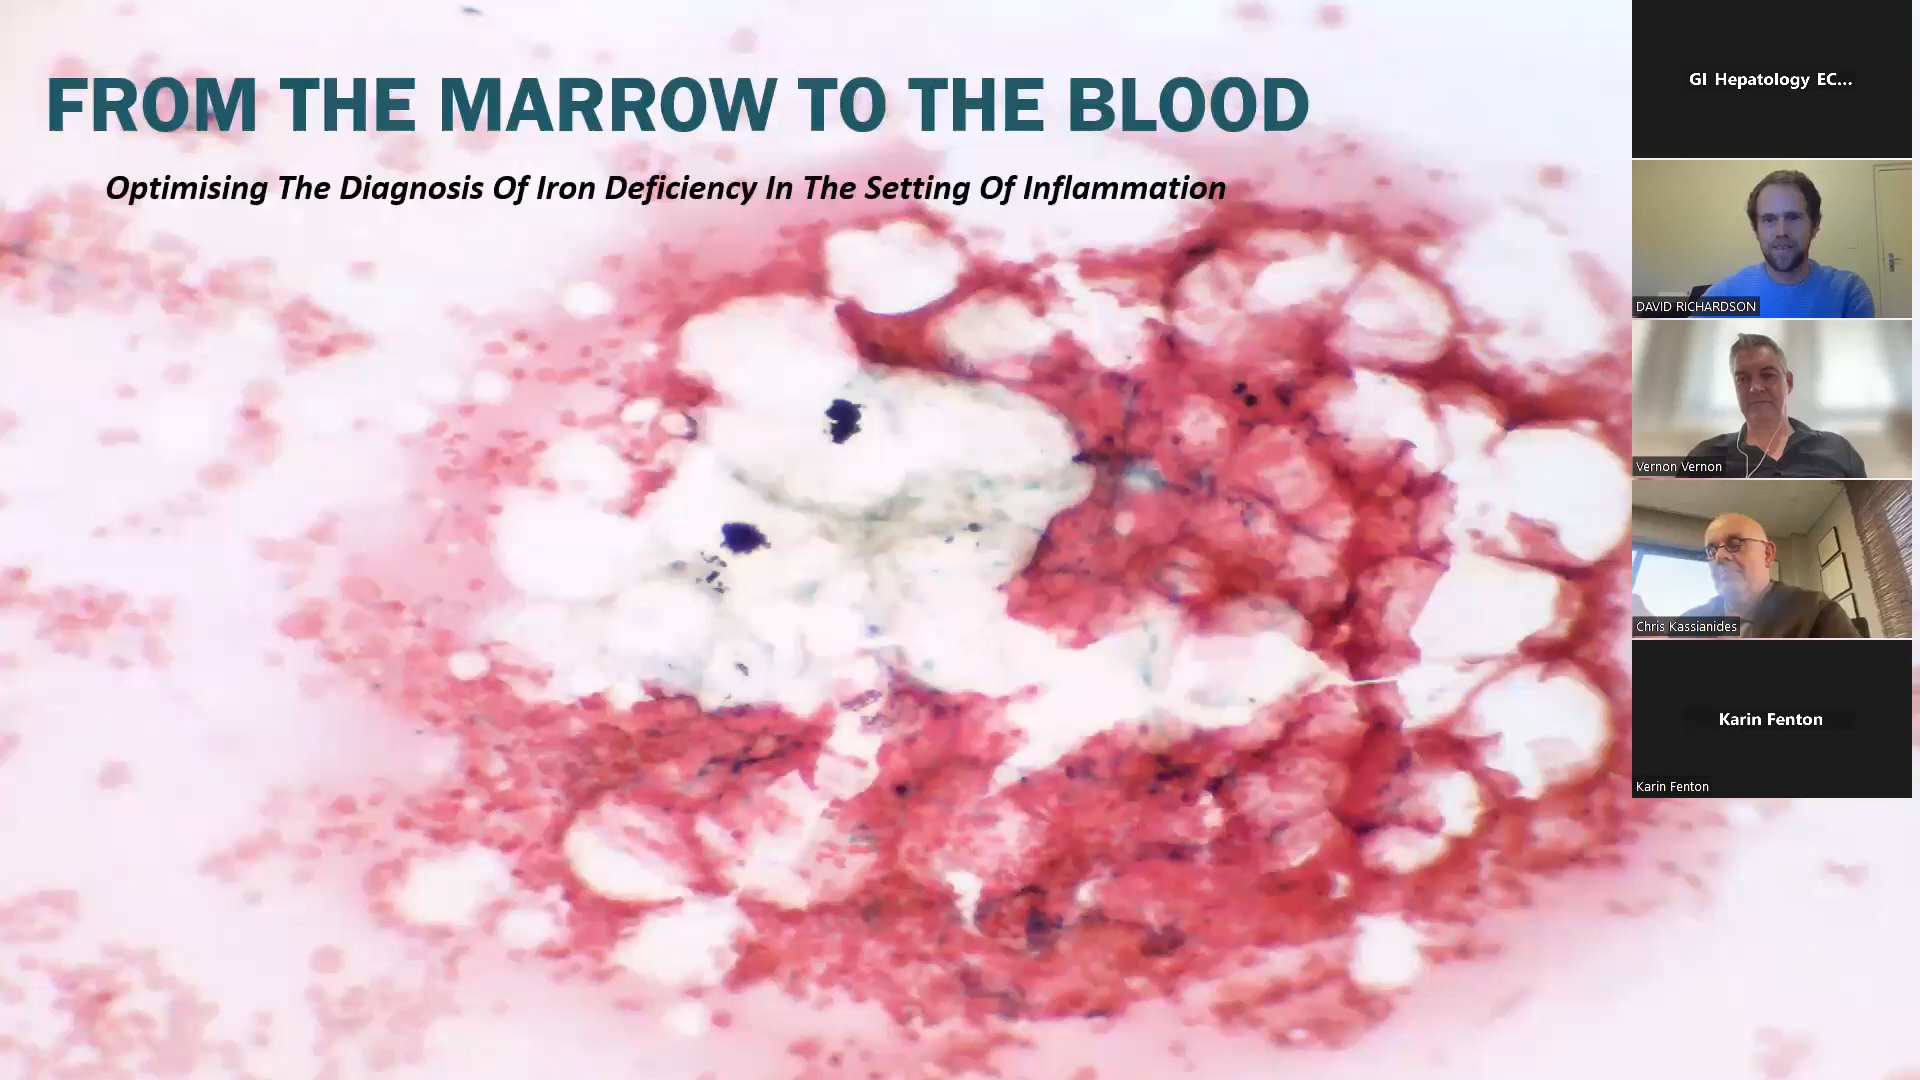 FROM THE MARROW TO THE BLOOD
Optimising The Diagnosis Of Iron Deficiency In The Setting Of Inflammation
GI Hepatology EC...
DAVID RICHARDSON
Vernon Vernon
Chris Kassianides
Karin Fenton
Karin Fenton